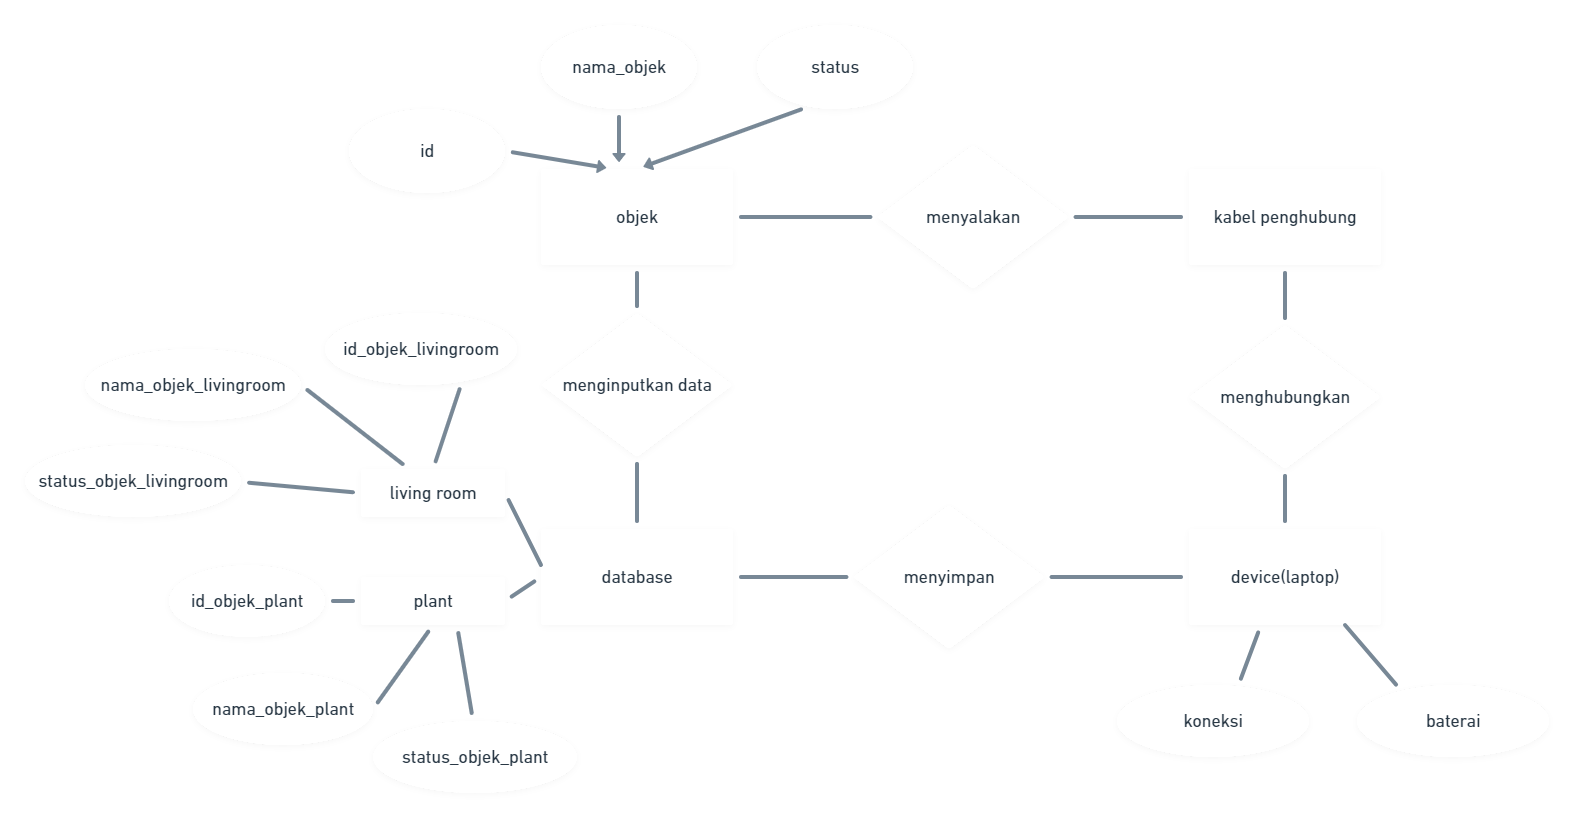 nama_objek
status
id
objek
menyalakan
kabel penghubung
id_objek_livingroom
nama_objek_livingroom
menginputkan data
menghubungkan
status_objek_livingroom
living room
database
menyimpan
device(laptop)
id_objek_plant
plant
nama_objek_plant
koneksi
baterai
status_objek_plant